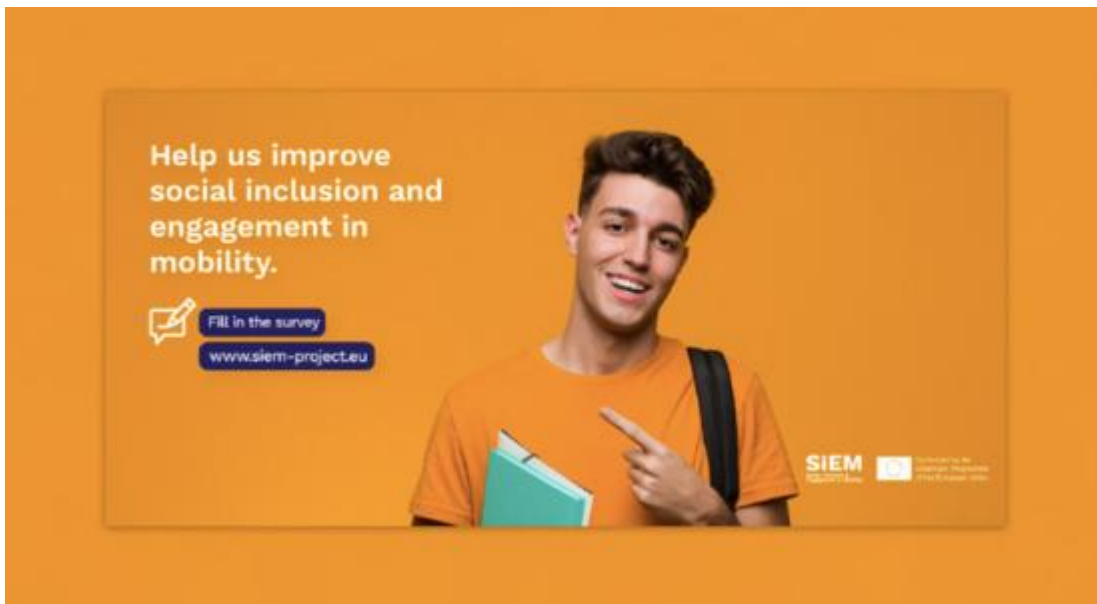 Help us improve
social inclusion and
engagement in
mobility.
Fill in the survey
www.siem-project.eu
SiEM